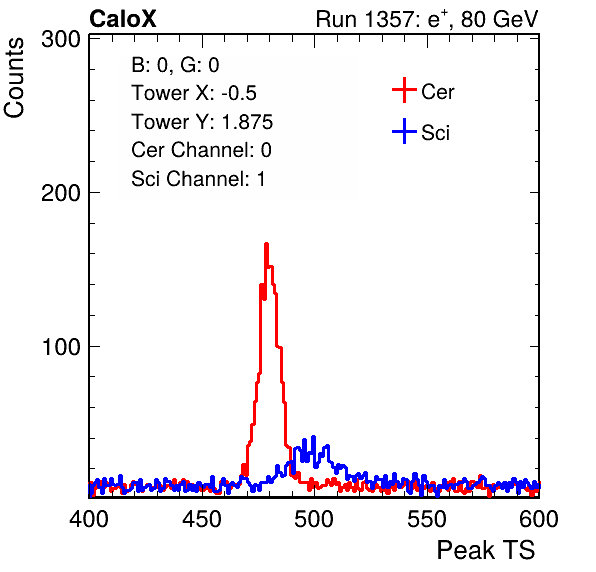 CaloX Run 1357: e⁺, 80 GeV
Counts
300
200
100
B: 0, G: 0
Tower X: -0.5
Tower Y: 1.875
Cer Channel: 0
Sci Channel: 1
Cer
Sci
400 450 500 550 600
Peak TS